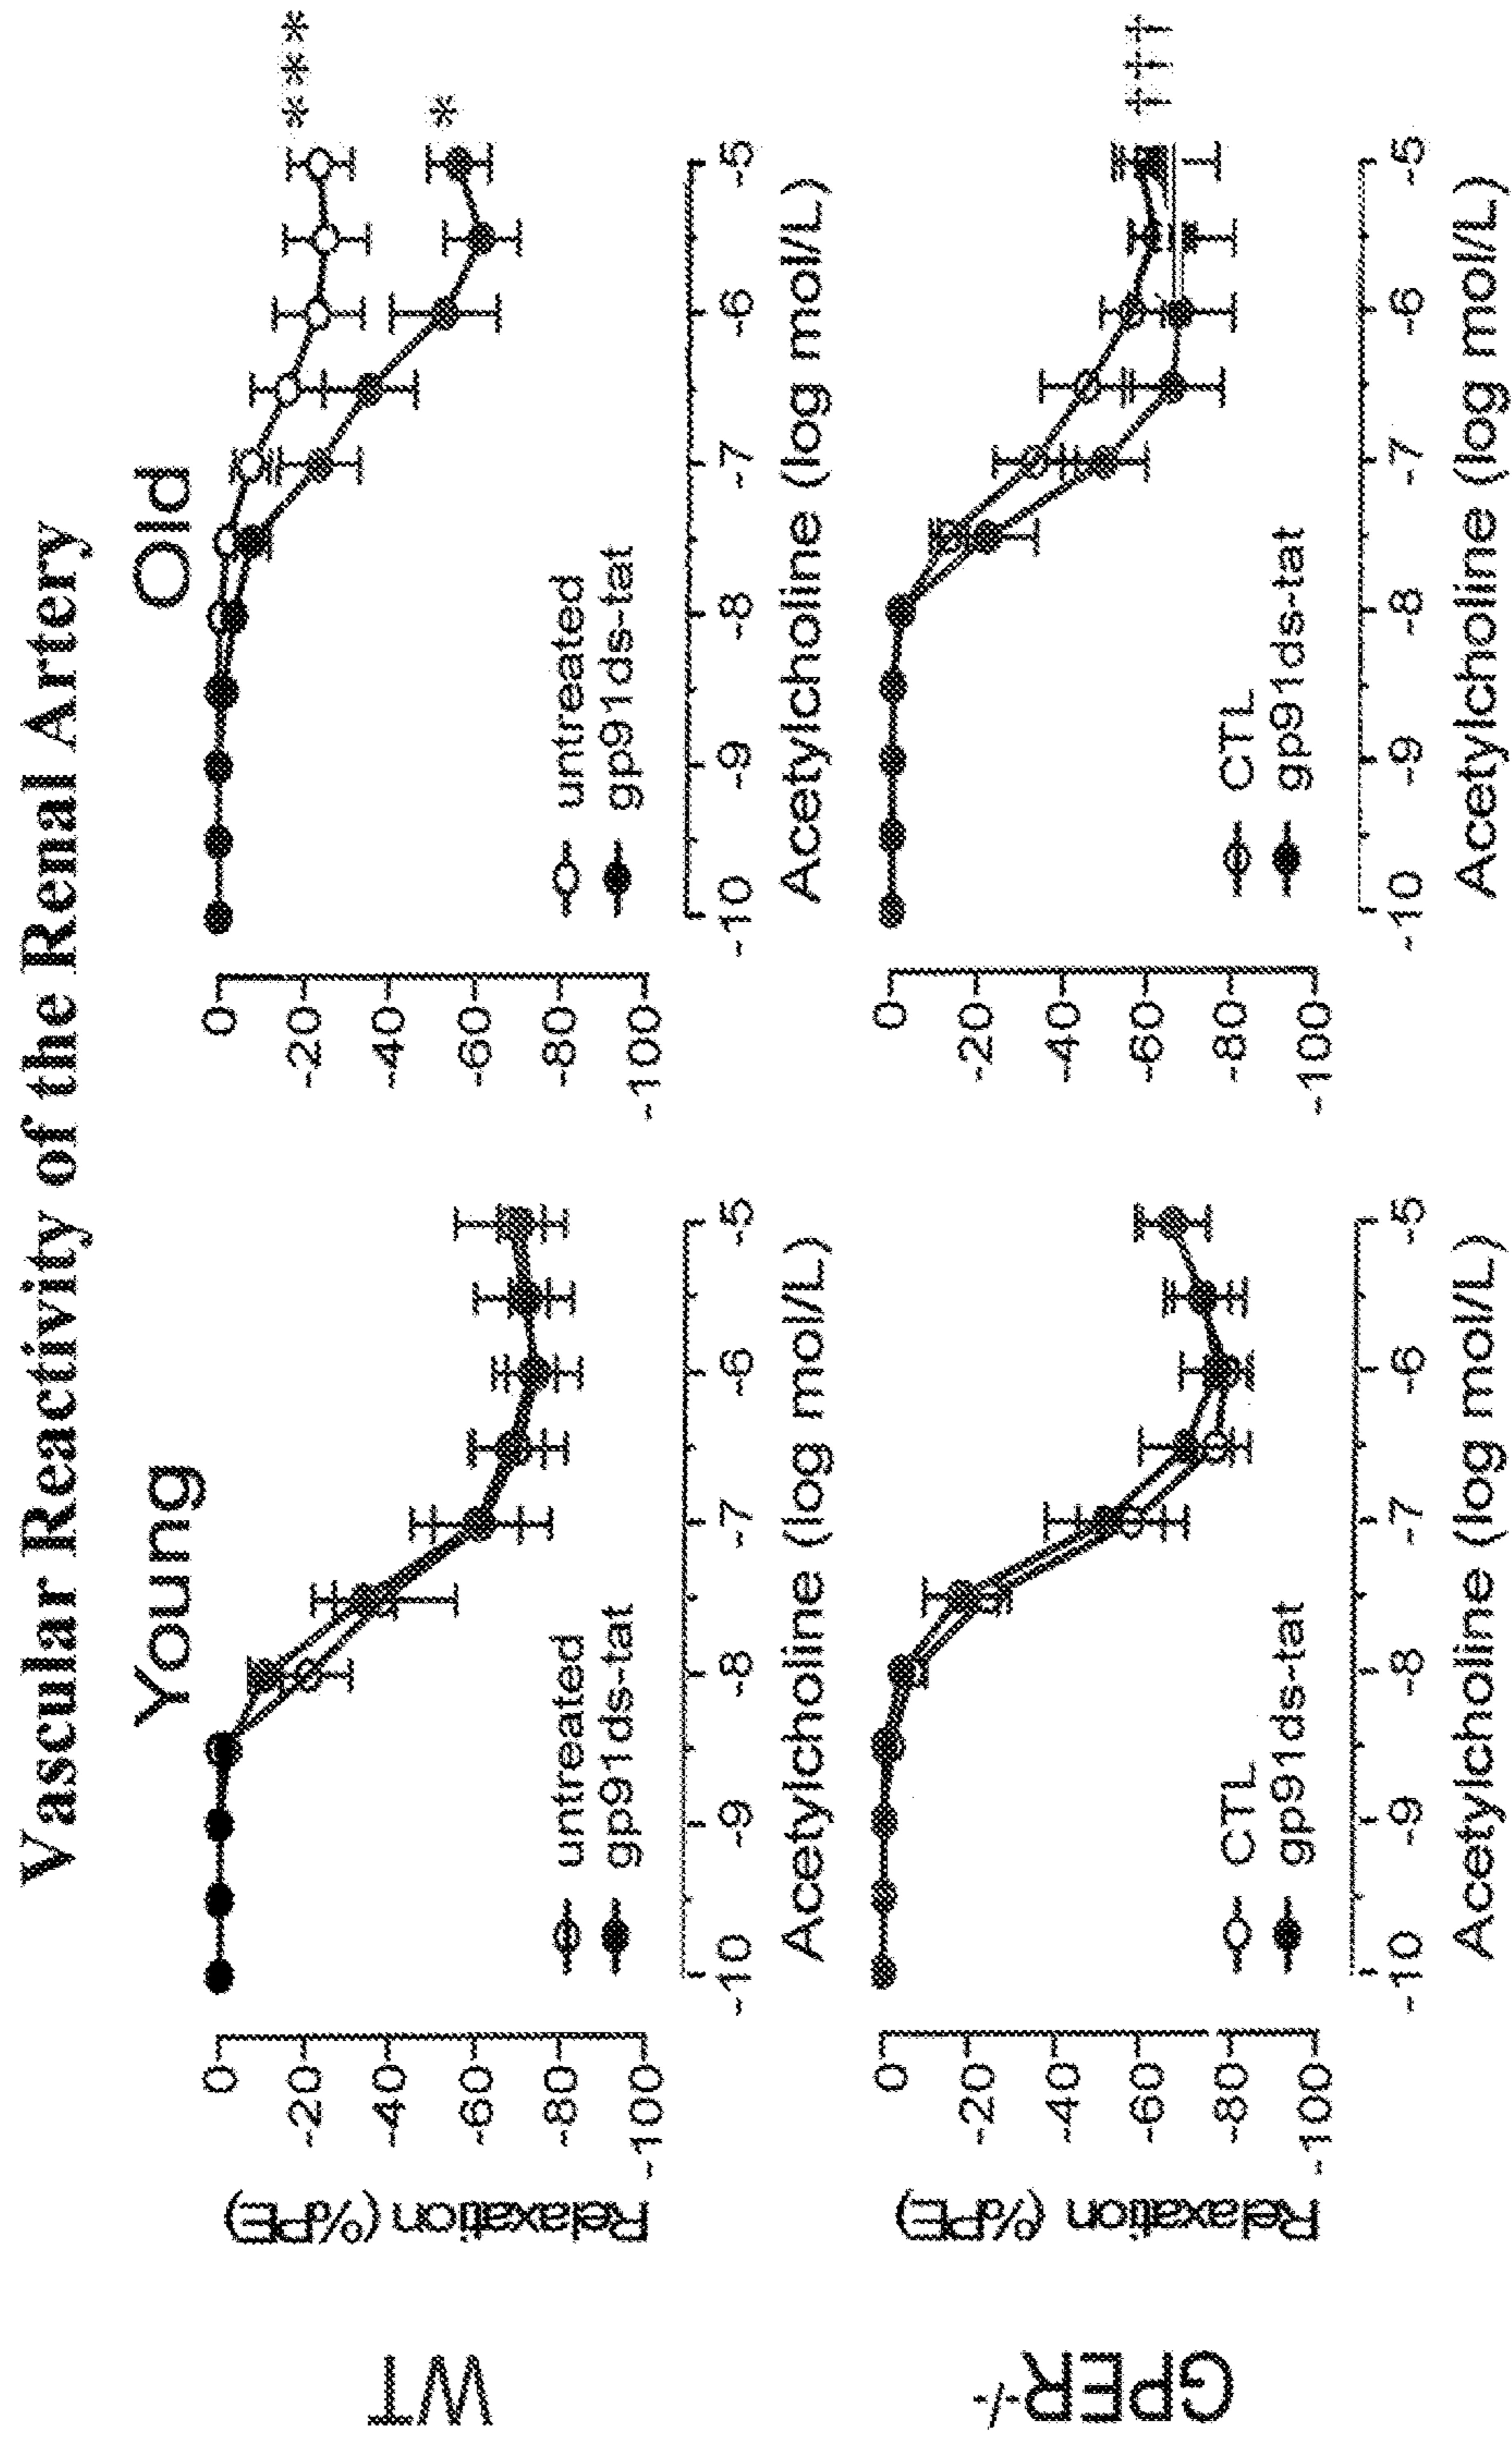 Vascular Reactivity of the Renal Artery
Young
Old
WT
Relaxation (%PE)
0
-20
-40
-60
-80
-100
untreated
gp91ds-tat
-10 -9 -8 -7 -6 -5
Acetylcholine (log mol/L)
0
-20
-40
-60
-80
-100
untreated
gp91ds-tat
***
*
-10 -9 -8 -7 -6 -5
Acetylcholine (log mol/L)
GPER-/-
Relaxation (%PE)
0
-20
-40
-60
-80
-100
CTL
gp91ds-tat
-10 -9 -8 -7 -6 -5
Acetylcholine (log mol/L)
0
-20
-40
-60
-80
-100
CTL
gp91ds-tat
†††
-10 -9 -8 -7 -6 -5
Acetylcholine (log mol/L)